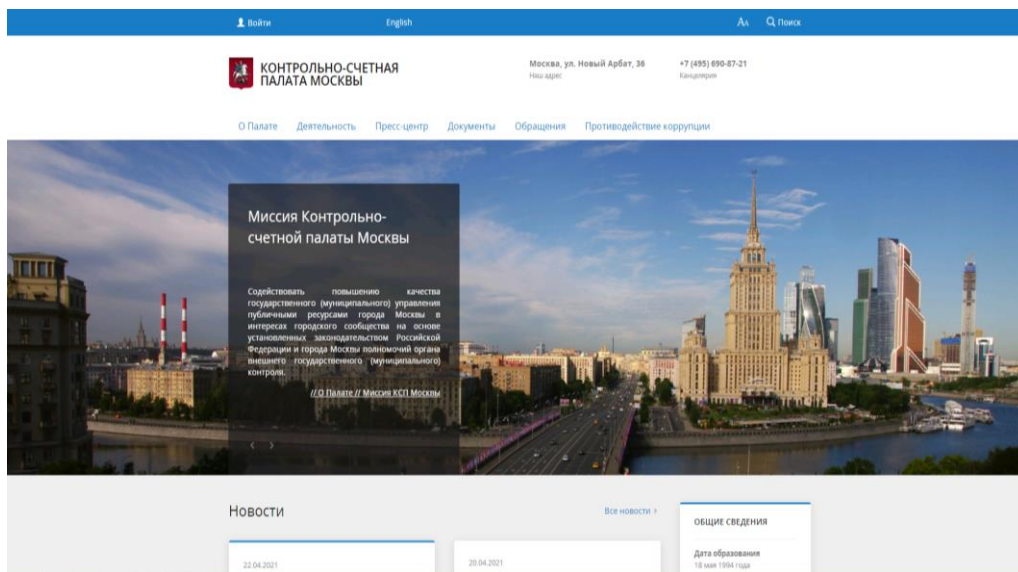 Войти
English
Аа
Поиск
КОНТРОЛЬНО-СЧЕТНАЯ
ПАЛАТА МОСКВЫ
Москва, ул. Новый Арбат, 36
Наш адрес
+7 (495) 690-87-21
Канцелярия
О Палате
Деятельность
Пресс-центр
Документы
Обращения
Противодействие коррупции
Миссия Контрольно-
счетной палаты Москвы
Содействовать повышению качества
государственного (муниципального) управления
публичными ресурсами города Москвы в
интересах городского сообщества на основе
установленных законодательством Российской
Федерации и города Москвы полномочий органа
внешнего государственного (муниципального)
контроля.
// О Палате // Миссия КСП Москвы
Новости
Все новости >
ОБЩИЕ СВЕДЕНИЯ
22.04.2021
20.04.2021
Дата образования
18 мая 1994 года